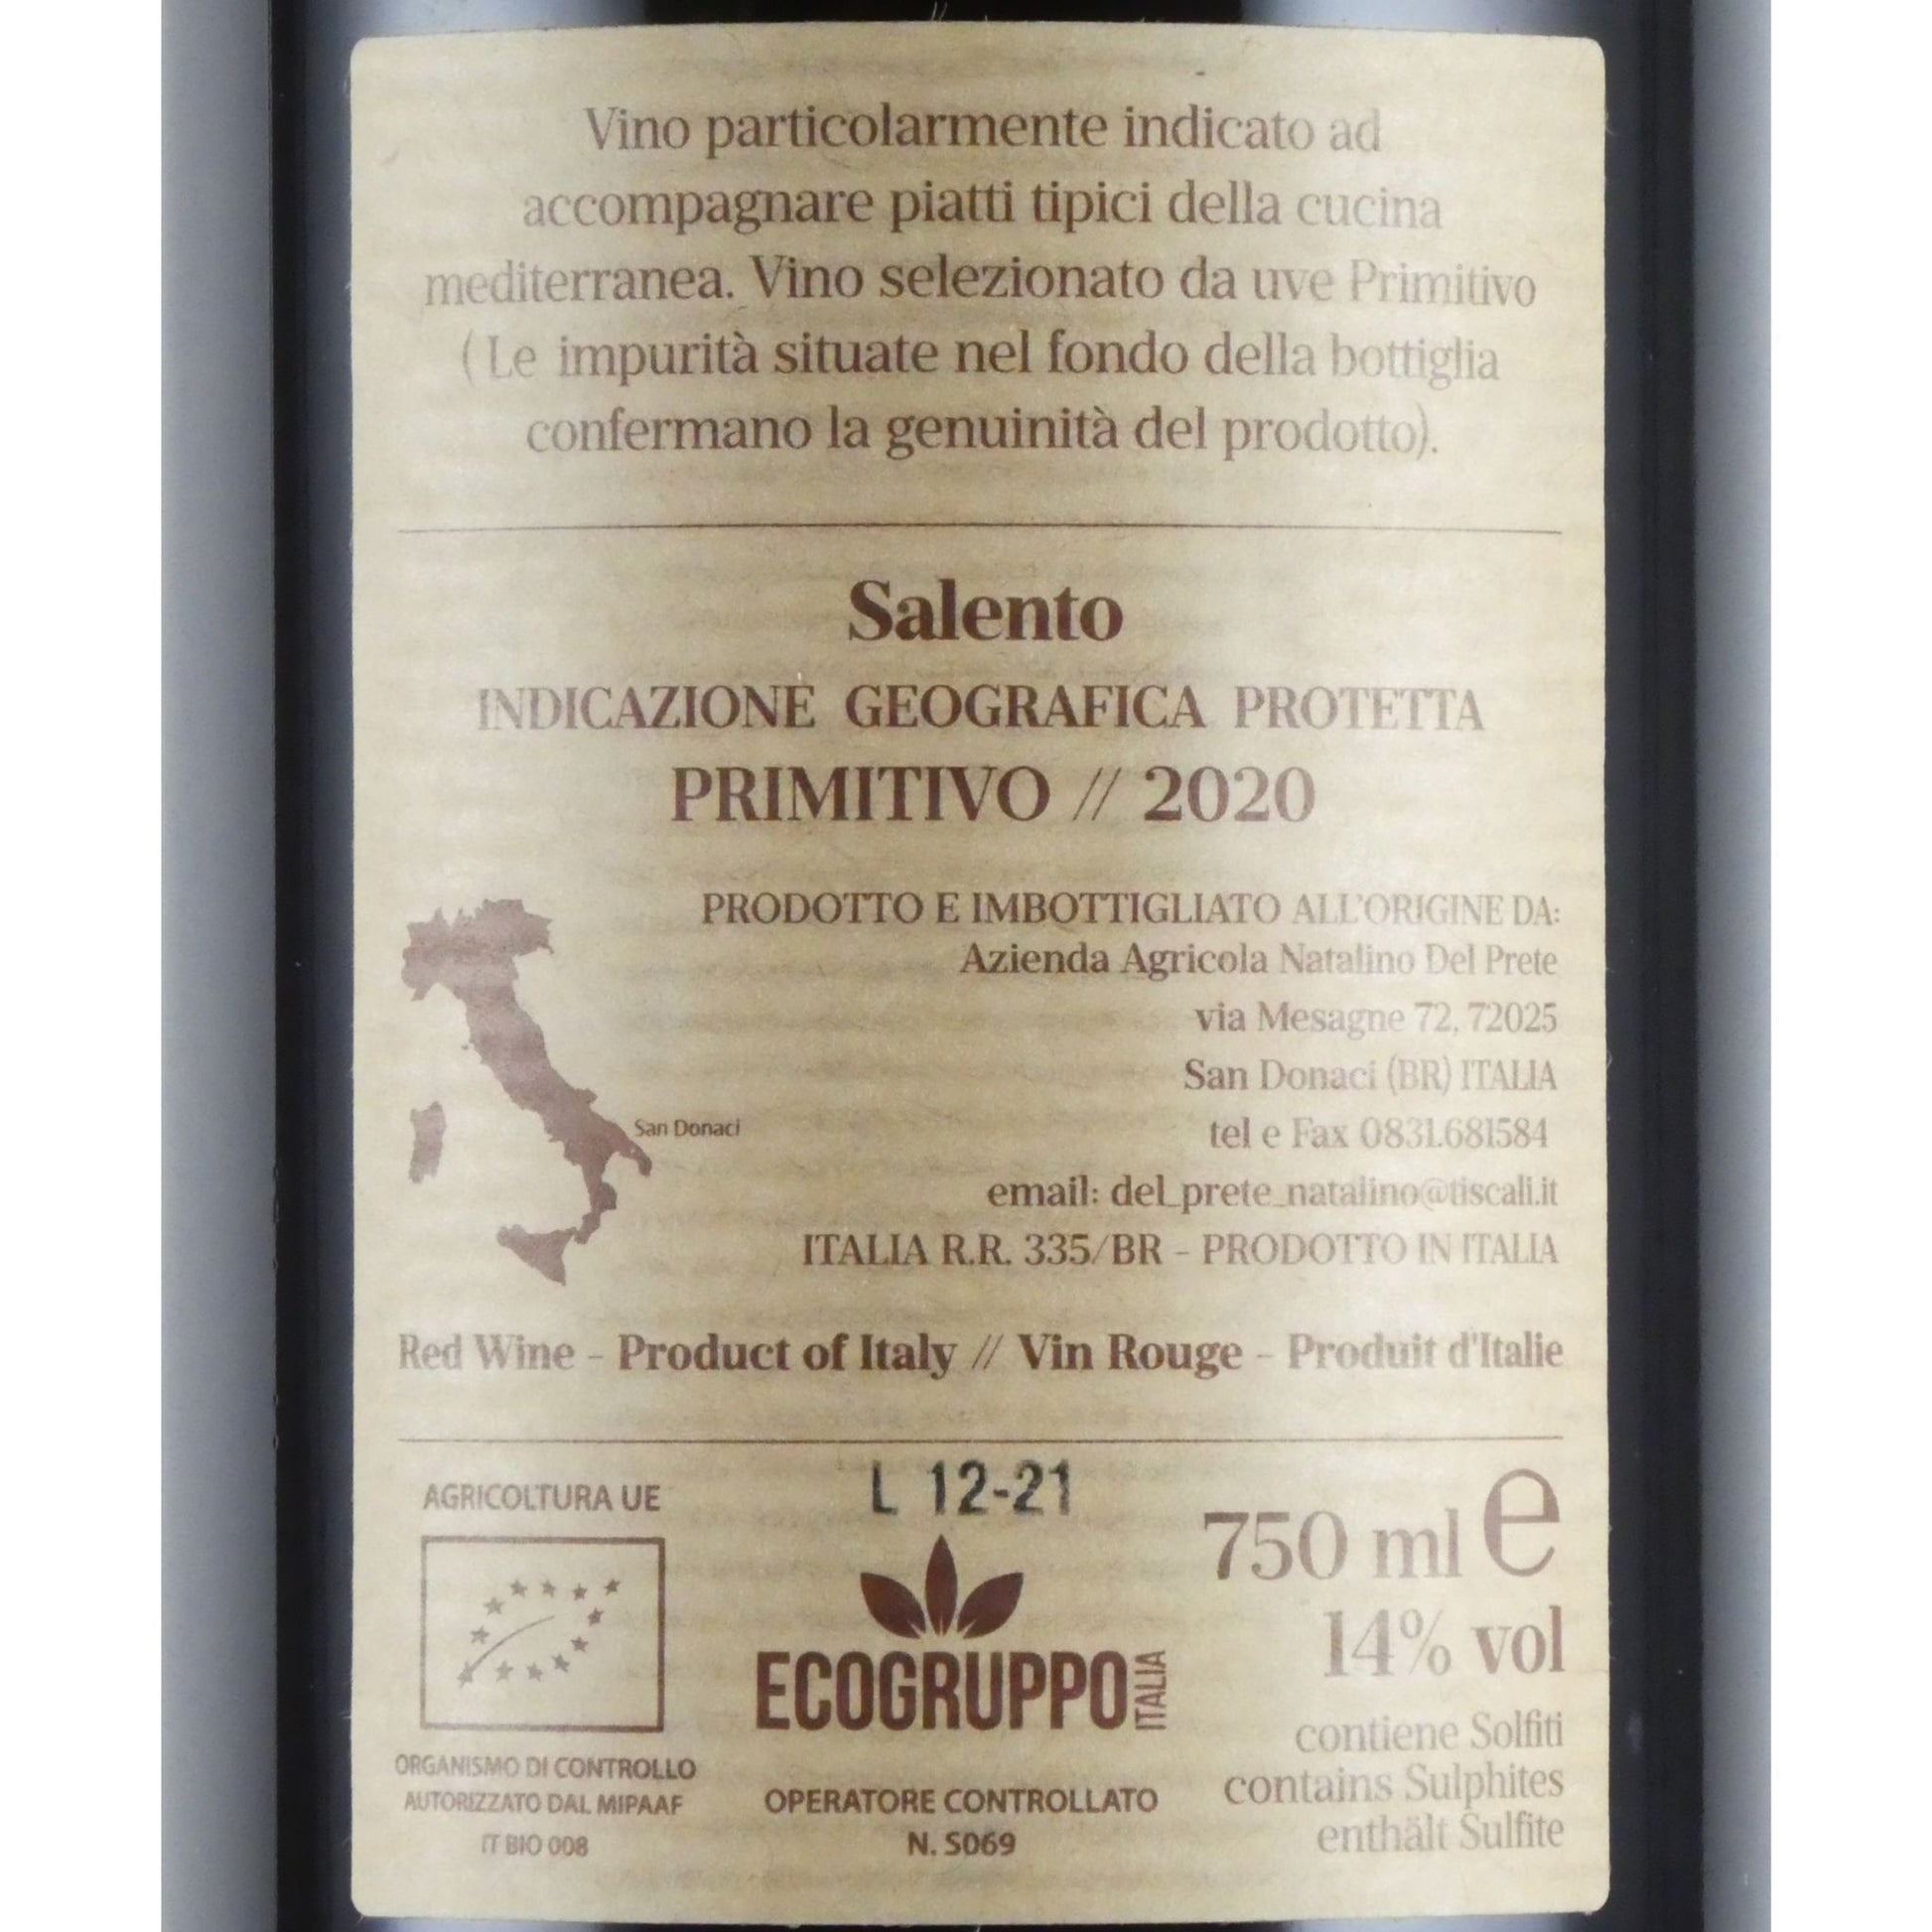 Vino particolarmente indicato ad
accompagnare piatti tipici della cucina
mediterranea. Vino selezionato da uve Primitivo
( Le impurità situate nel fondo della bottiglia
confermano la genuinità del prodotto).
Salento
INDICAZIONE GEOGRAFICA PROTETTA
PRIMITIVO // 2020
PRODOTTO E IMBOTTIGLIATO ALL'ORIGINE DA:
Azienda Agricola Natalino Del Prete
via Mesagne 72, 72025
San Donaci (BR) ITALIA
tel e Fax 0831.681584
San Donaci
email: del_prete_natalino@tiscali.it
ITALIA R.R. 335/BR - PRODOTTO IN ITALIA
Red Wine - Product of Italy // Vin Rouge - Produit d'Italie
AGRICOLTURA UE
ORGANISMO DI CONTROLLO
AUTORIZZATO DAL MIPAAF
IT BIO 008
L 12-21
ECOGRUPPO ITALIA
OPERATORE CONTROLLATO
N. S069
750 ml e
14% vol
contiene Solfiti
contains Sulphites
enthält Sulfite